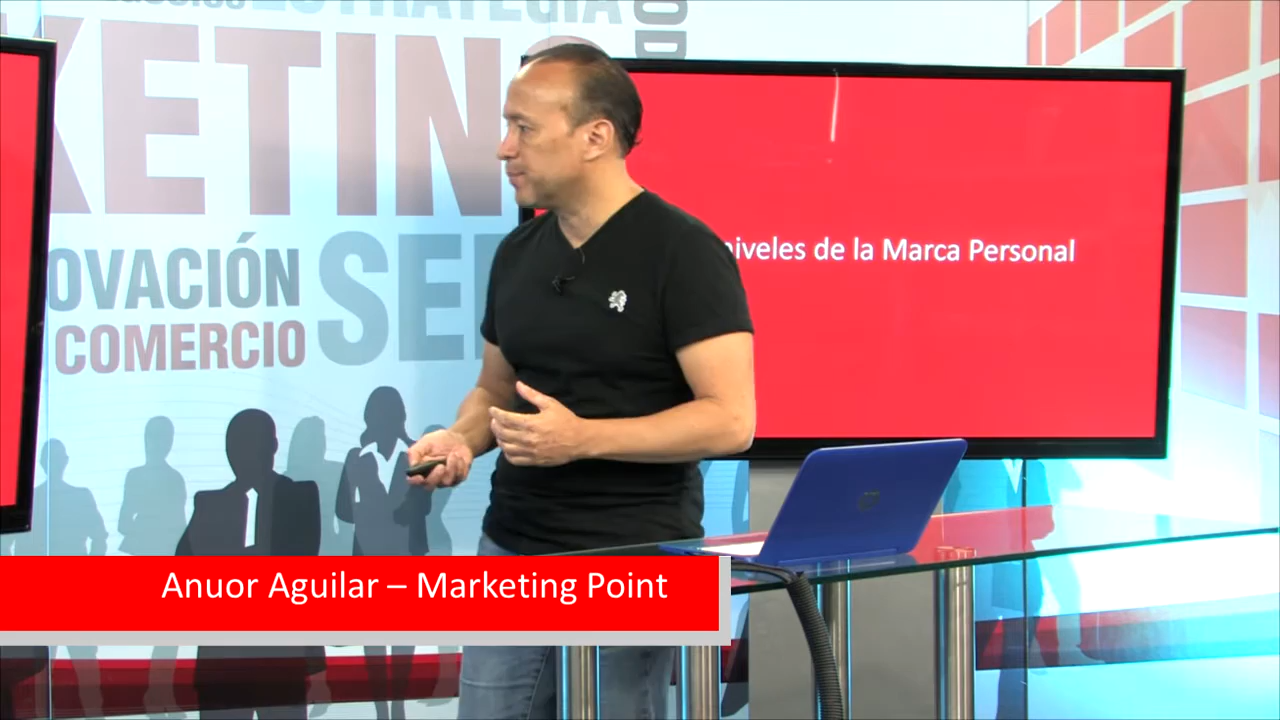 ESTRATEGIA
KETIN
niveles de la Marca Personal
OVACIÓN
SE
COMERCIO
Anuor Aguilar – Marketing Point